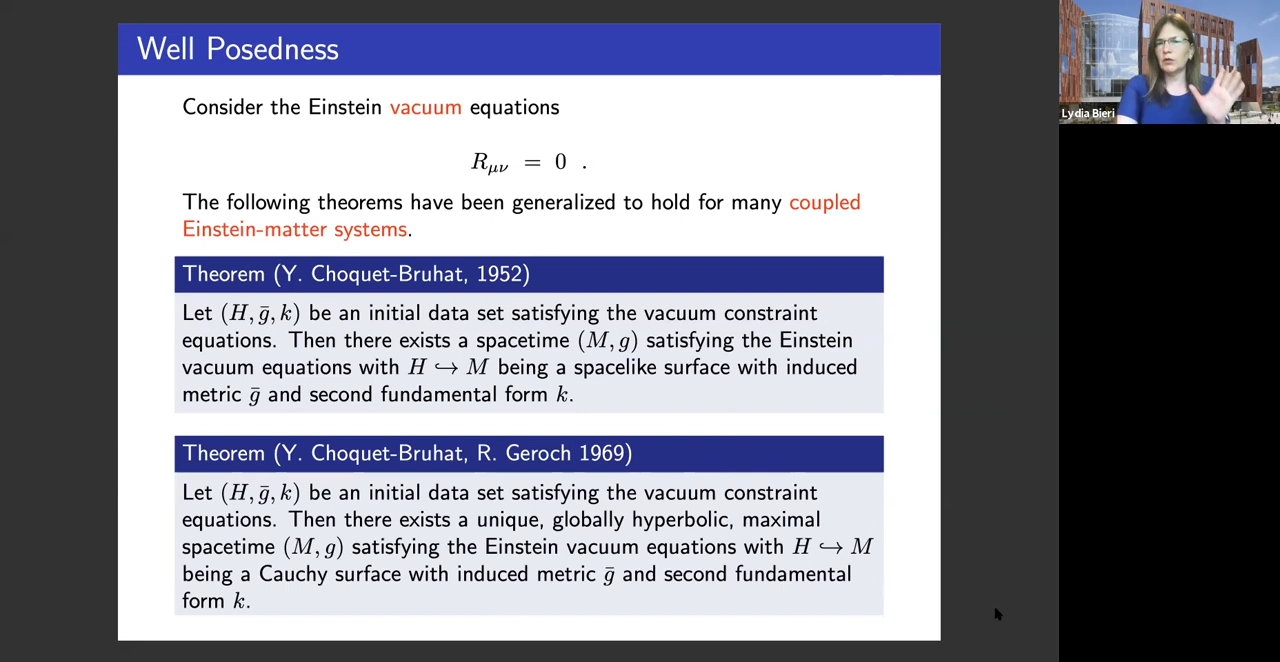 Well Posedness
Lydia Bieri
Consider the Einstein vacuum equations
R_{μν} = 0 .
The following theorems have been generalized to hold for many coupled
Einstein-matter systems.
Theorem (Y. Choquet-Bruhat, 1952)
Let (H, ḡ, k) be an initial data set satisfying the vacuum constraint
equations. Then there exists a spacetime (M, g) satisfying the Einstein
vacuum equations with H ↪ M being a spacelike surface with induced
metric ḡ and second fundamental form k.
Theorem (Y. Choquet-Bruhat, R. Geroch 1969)
Let (H, ḡ, k) be an initial data set satisfying the vacuum constraint
equations. Then there exists a unique, globally hyperbolic, maximal
spacetime (M, g) satisfying the Einstein vacuum equations with H ↪ M
being a Cauchy surface with induced metric ḡ and second fundamental
form k.